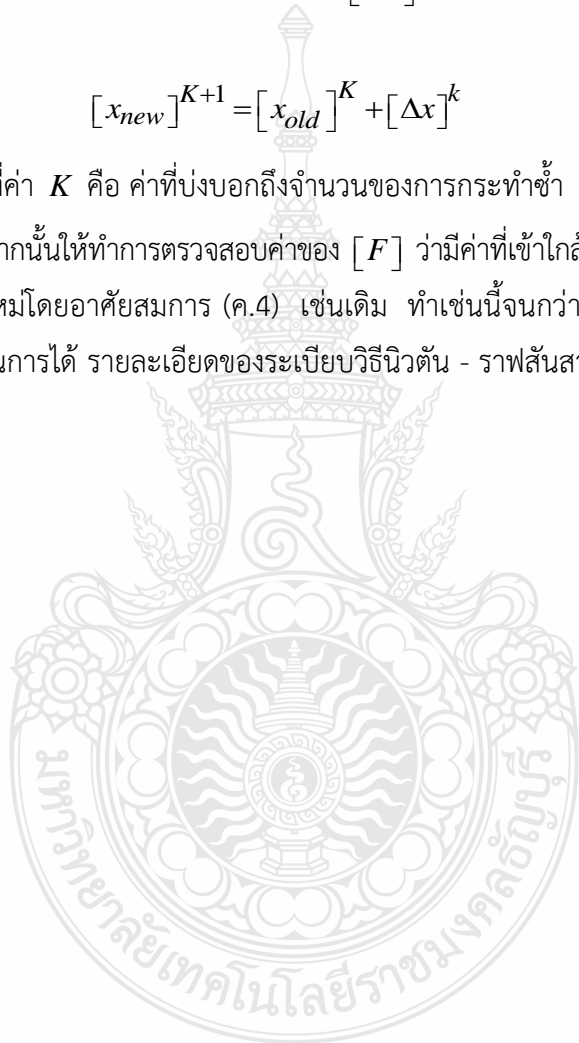 [x_{new}]^{K+1} = [x_{old}]^{K} + [Δx]^{k}
ที่ค่า K คือ ค่าที่บ่งบอกถึงจำนวนของการกระทำซ้ำ
ากนั้นให้ทำการตรวจสอบค่าของ [F] ว่ามีค่าที่เข้าใกล้
หม่โดยอาศัยสมการ (ค.4) เช่นเดิม ทำเช่นนี้จนกว่า
นการได้ รายละเอียดของระเบียบวิธีนิวตัน - ราฟสันสา
มหาวิทยาลัยเทคโนโลยีราชมงคลธัญบุรี